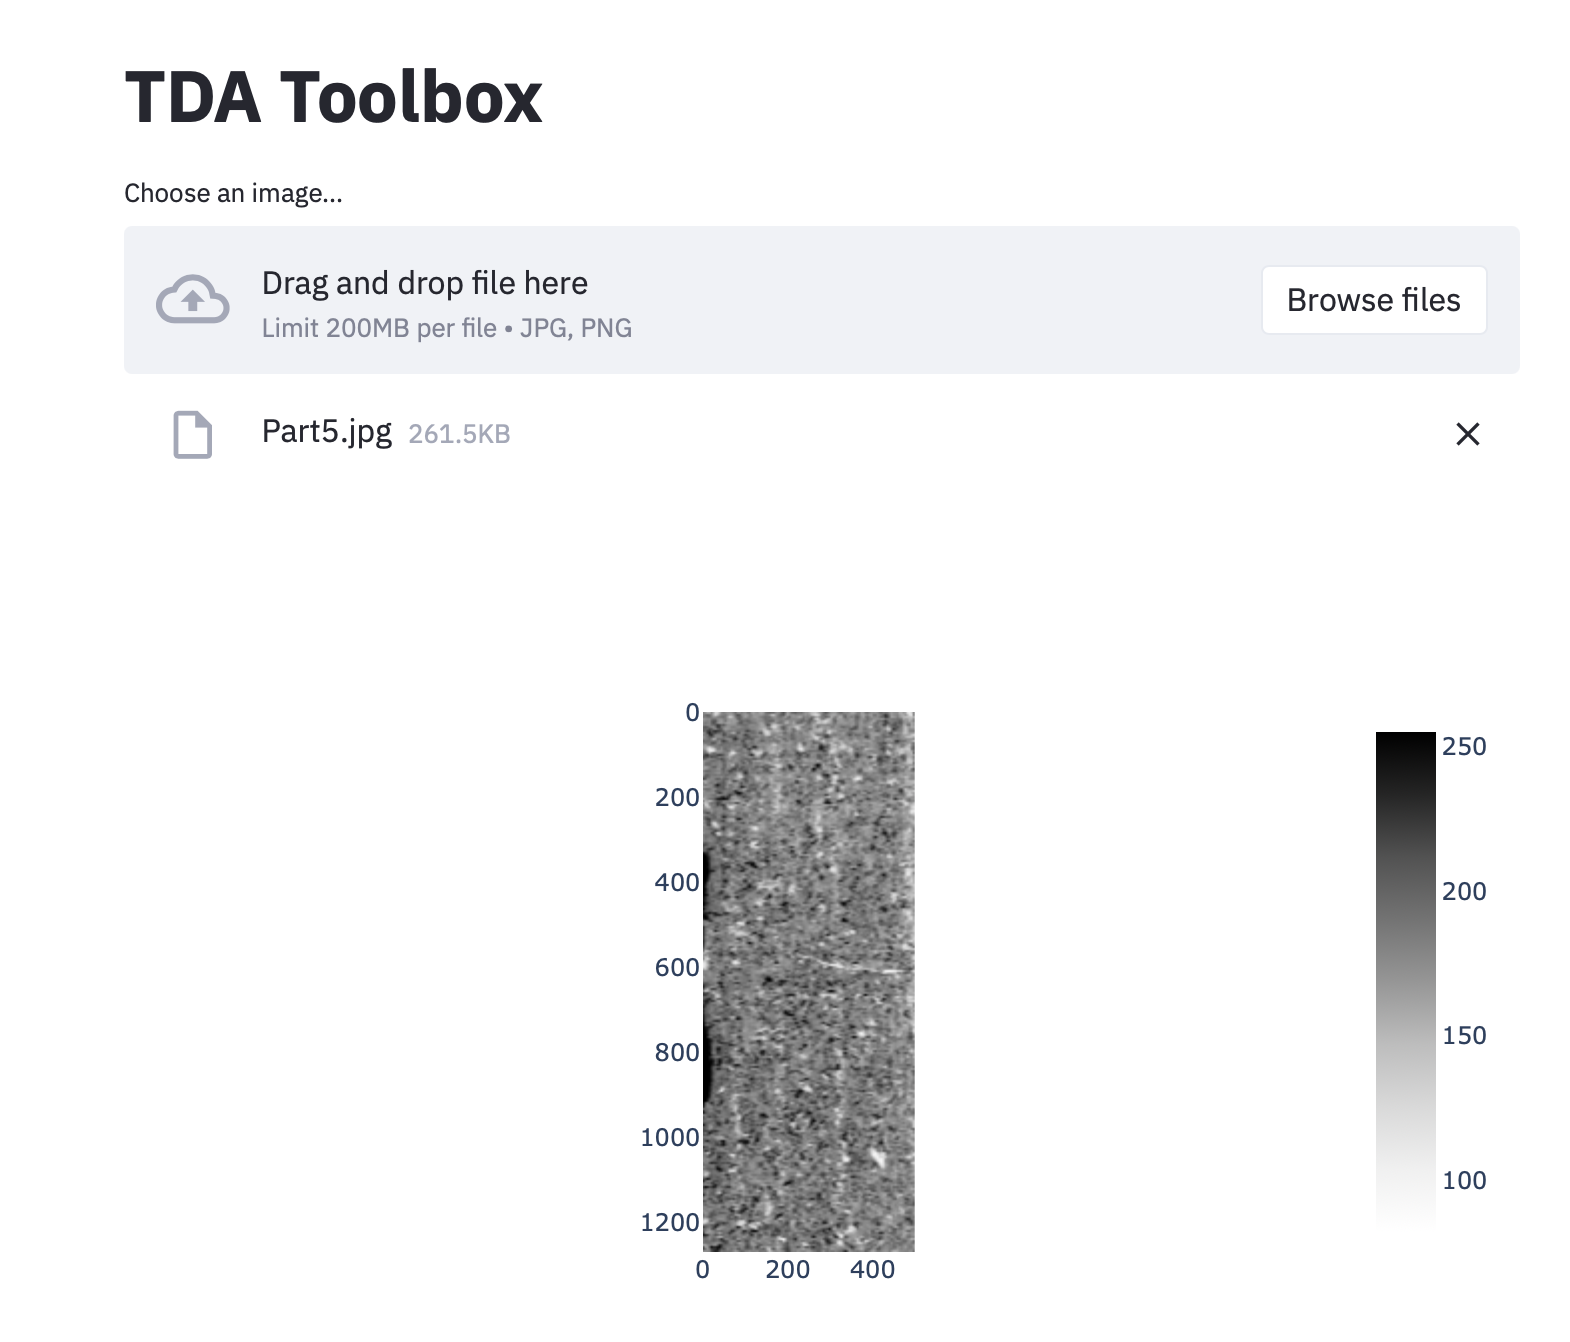 TDA Toolbox
Choose an image...
Drag and drop file here
Limit 200MB per file • JPG, PNG
Browse files
Part5.jpg 261.5KB
0
200
400
600
800
1000
1200
0 200 400
250
200
150
100